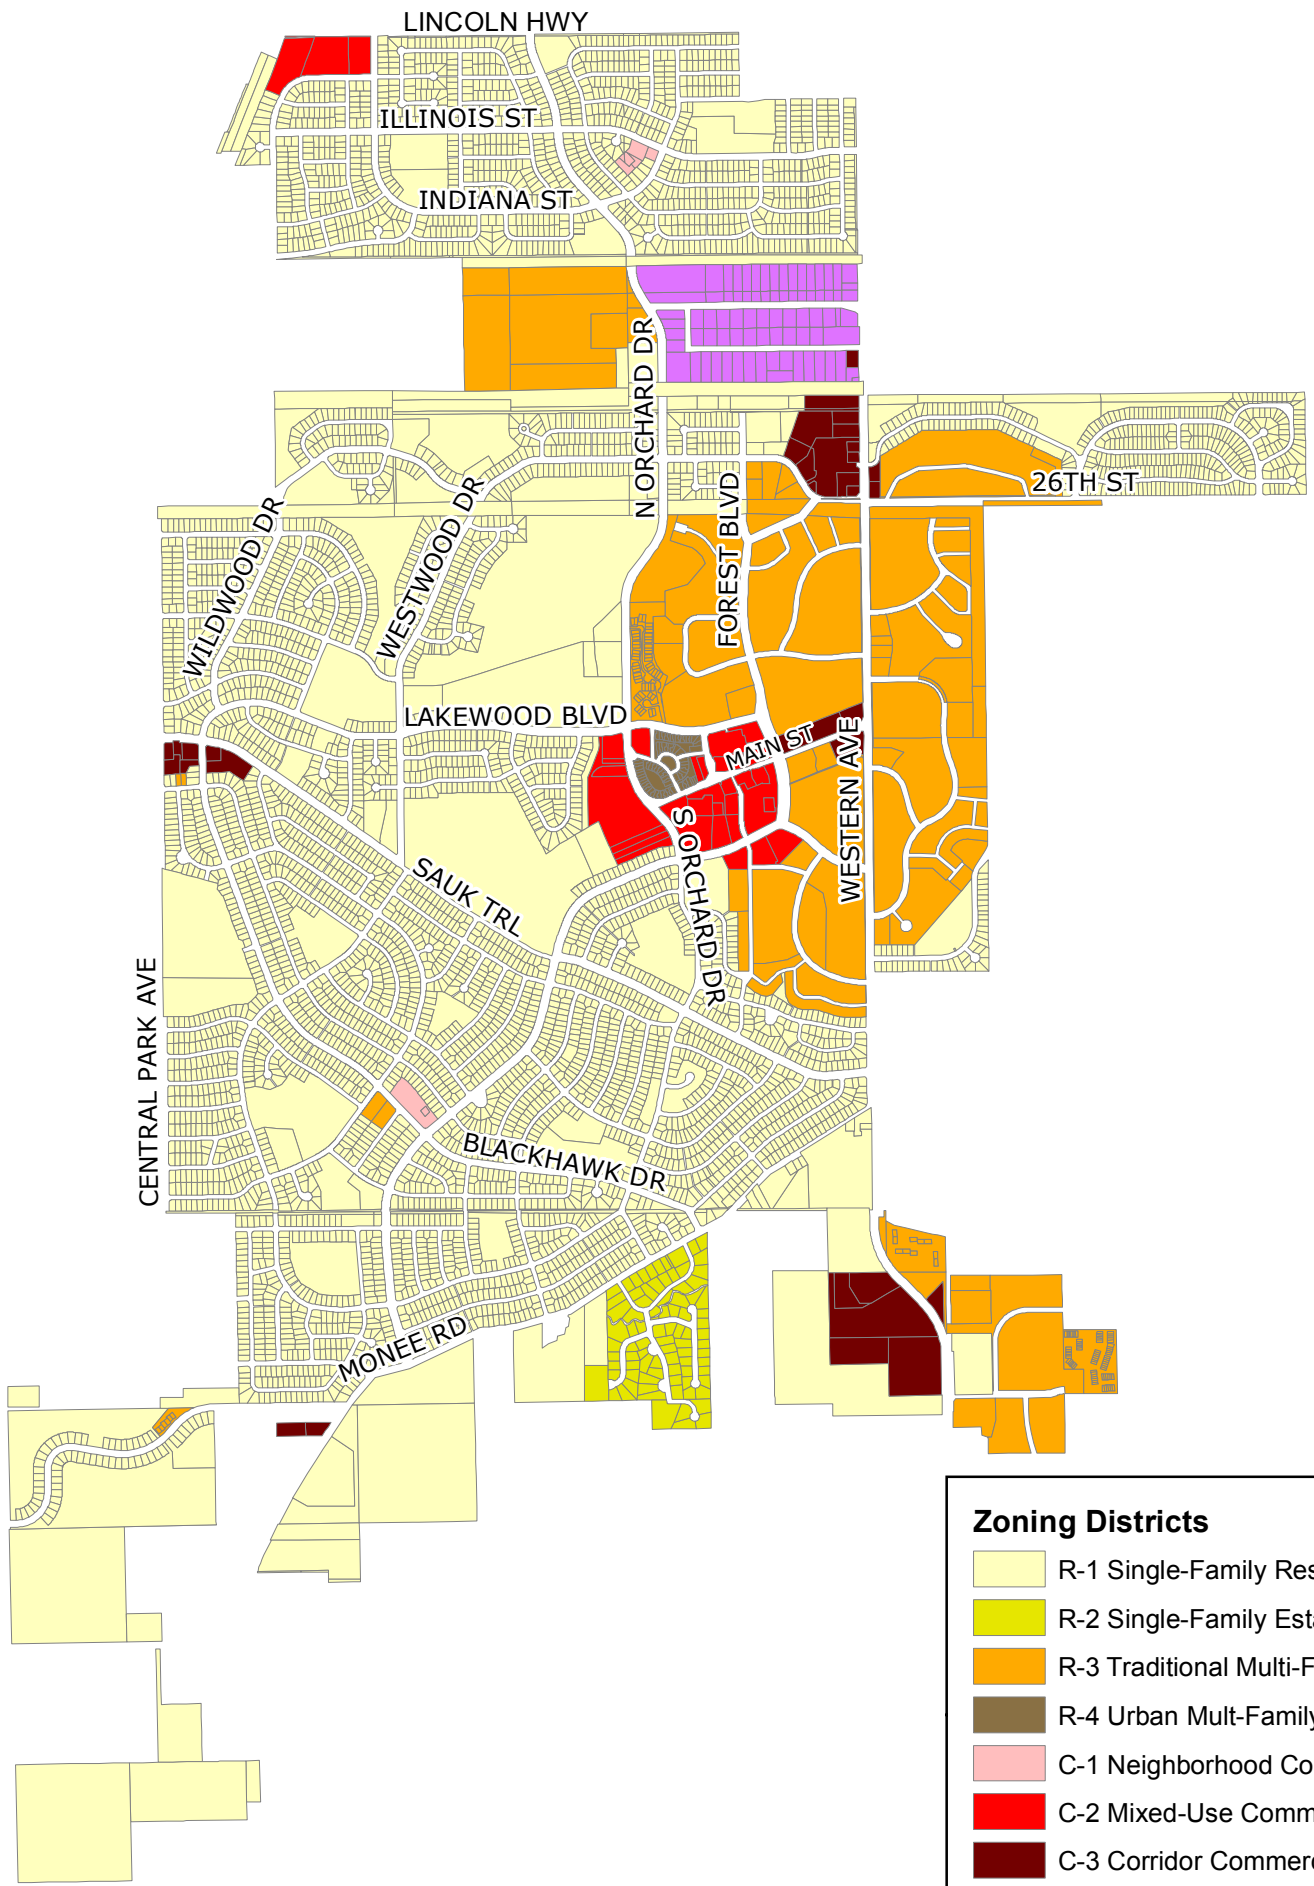 LINCOLN HWY
ILLINOIS ST
INDIANA ST
N ORCHARD DR
26TH ST
WILDWOOD DR
WESTWOOD DR
FOREST BLVD
LAKEWOOD BLVD
MAIN ST
WESTERN AVE
S ORCHARD DR
SAUK TRL
CENTRAL PARK AVE
BLACKHAWK DR
MONEE RD
Zoning Districts
R-1 Single-Family Res
R-2 Single-Family Esta
R-3 Traditional Multi-F
R-4 Urban Mult-Family
C-1 Neighborhood Co
C-2 Mixed-Use Comm
C-3 Corridor Commerc